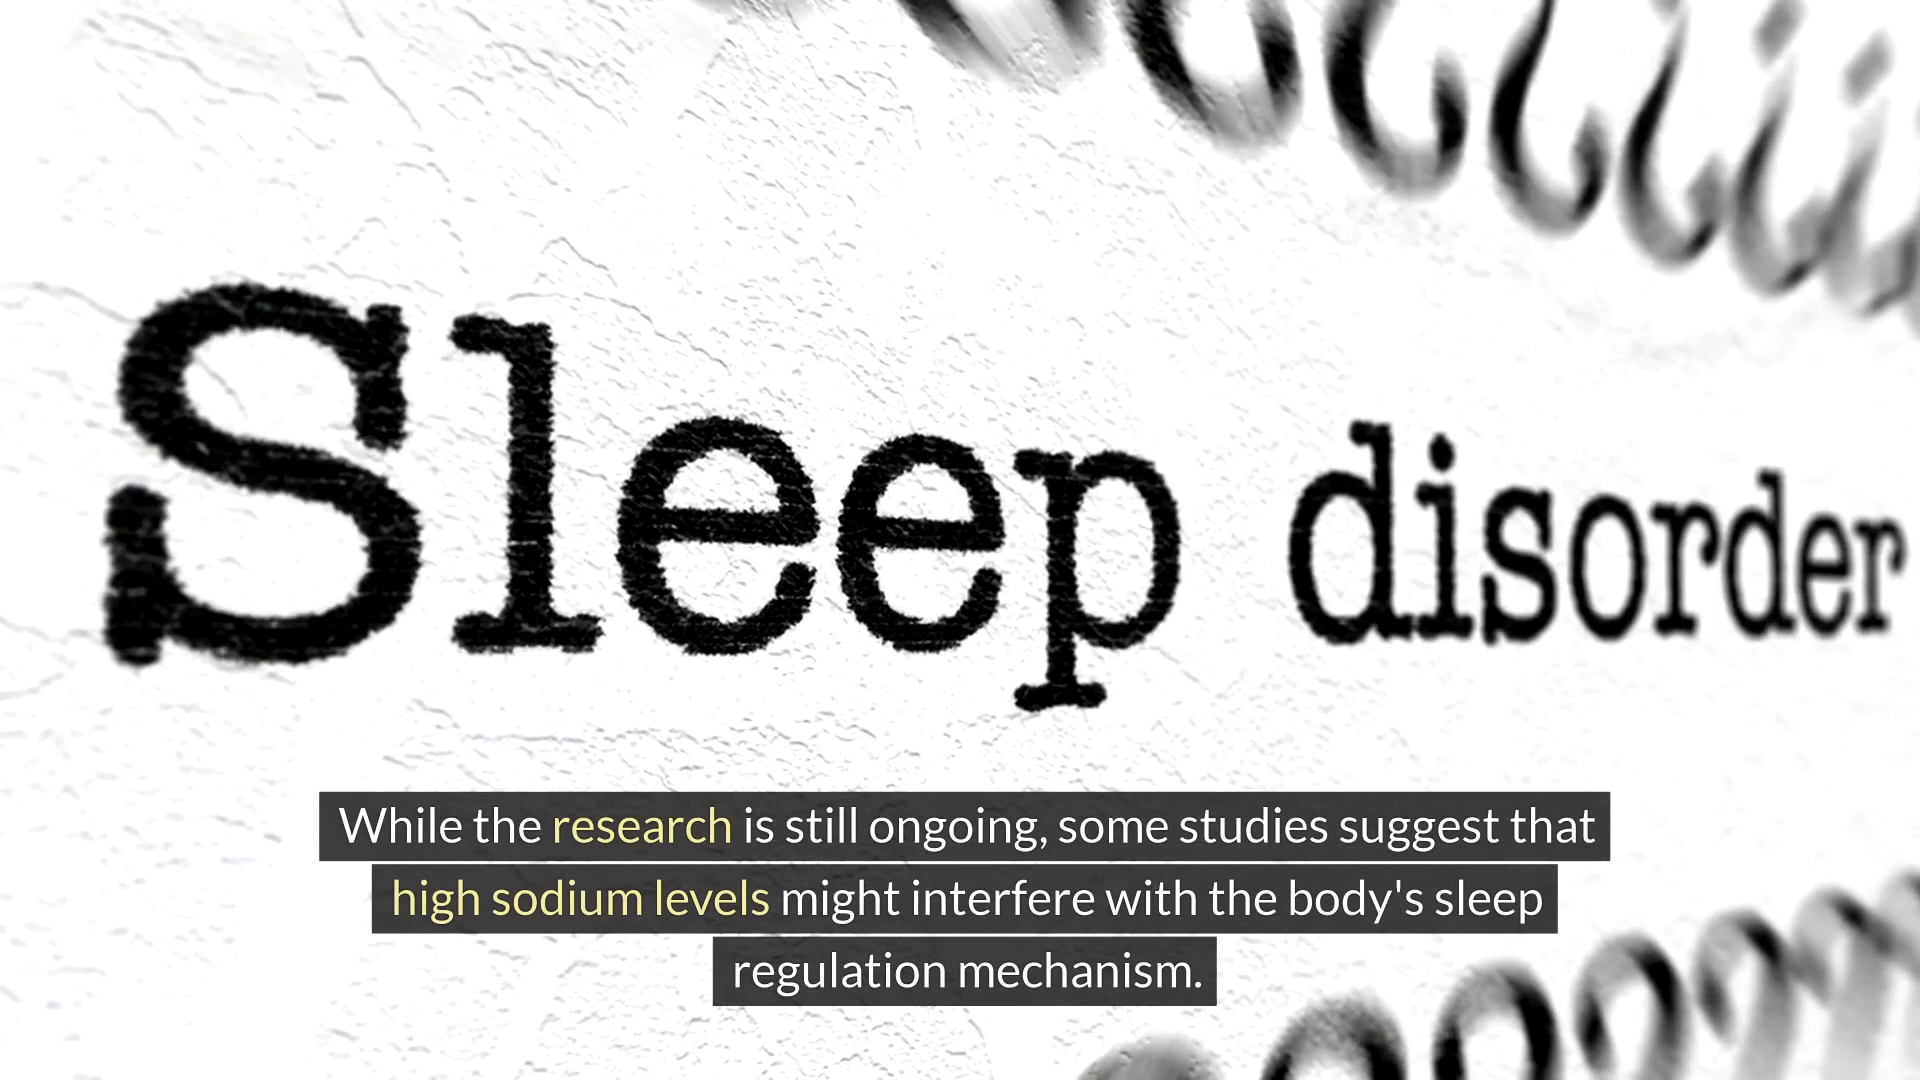 Sleep disorder
While the research is still ongoing, some studies suggest that
high sodium levels might interfere with the body's sleep
regulation mechanism.